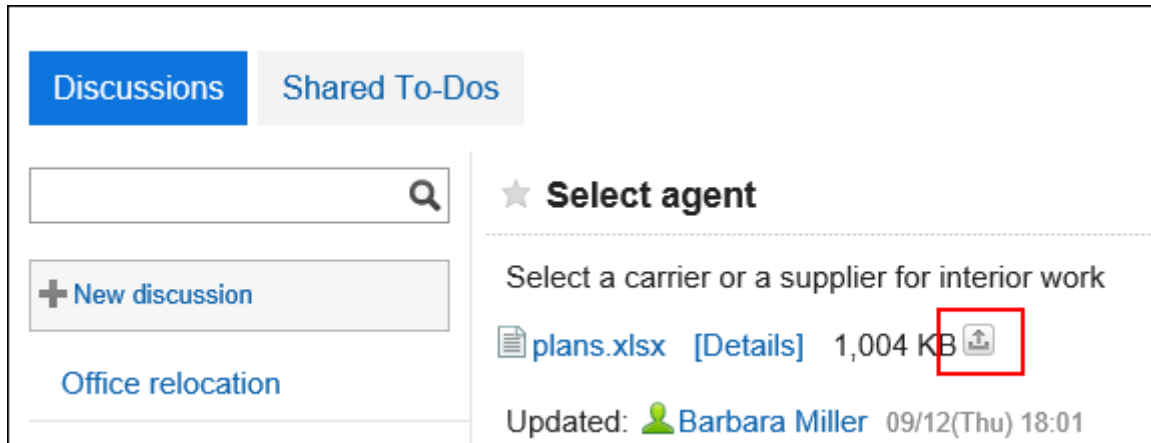 Discussions Shared To-Dos
Select agent
New discussion
Office relocation
Select a carrier or a supplier for interior work
plans.xlsx [Details] 1,004 KB
Updated: Barbara Miller 09/12(Thu) 18:01